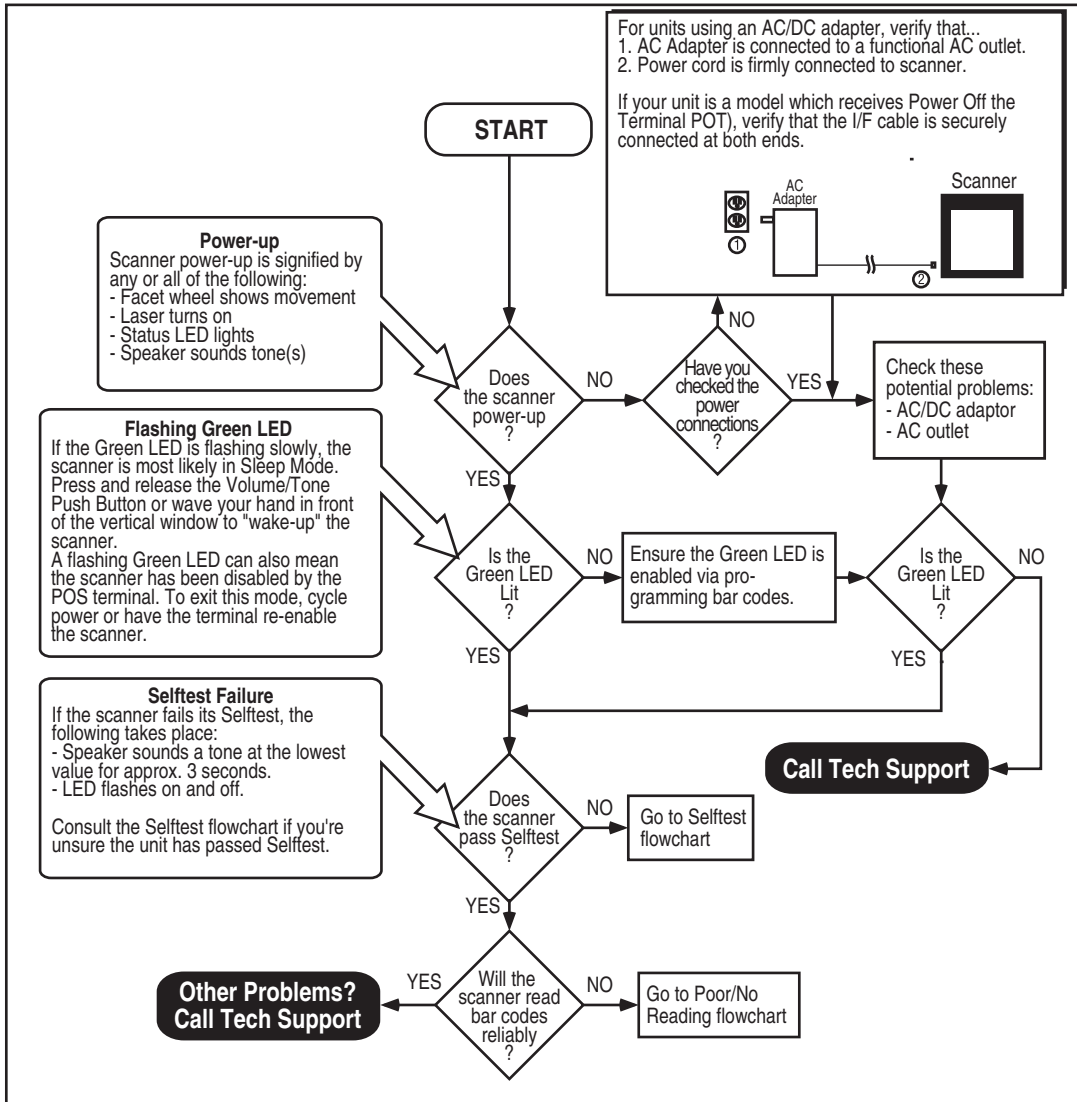 For units using an AC/DC adapter, verify that...
1. AC Adapter is connected to a functional AC outlet.
2. Power cord is firmly connected to scanner.
If your unit is a model which receives Power Off the
Terminal POT), verify that the I/F cable is securely
connected at both ends.
AC
Adapter
Scanner
1
2
START
Power-up
Scanner power-up is signified by
any or all of the following:
- Facet wheel shows movement
- Laser turns on
- Status LED lights
- Speaker sounds tone(s)
Does
the scanner
power-up
?
NO
YES
Have you
checked the
power
connections
?
NO
YES
Check these
potential problems:
- AC/DC adaptor
- AC outlet
Flashing Green LED
If the Green LED is flashing slowly, the
scanner is most likely in Sleep Mode.
Press and release the Volume/Tone
Push Button or wave your hand in front
of the vertical window to "wake-up" the
scanner.
A flashing Green LED can also mean
the scanner has been disabled by the
POS terminal. To exit this mode, cycle
power or have the terminal re-enable
the scanner.
Is the
Green LED
Lit
?
NO
YES
Ensure the Green LED is
enabled via pro-
gramming bar codes.
Is the
Green LED
Lit
?
NO
YES
Call Tech Support
Selftest Failure
If the scanner fails its Selftest, the
following takes place:
- Speaker sounds a tone at the lowest
value for approx. 3 seconds.
- LED flashes on and off.
Consult the Selftest flowchart if you're
unsure the unit has passed Selftest.
Does
the scanner
pass Selftest
?
NO
YES
Go to Selftest
flowchart
Will the
scanner read
bar codes
reliably
?
YES
NO
Other Problems?
Call Tech Support
Go to Poor/No
Reading flowchart